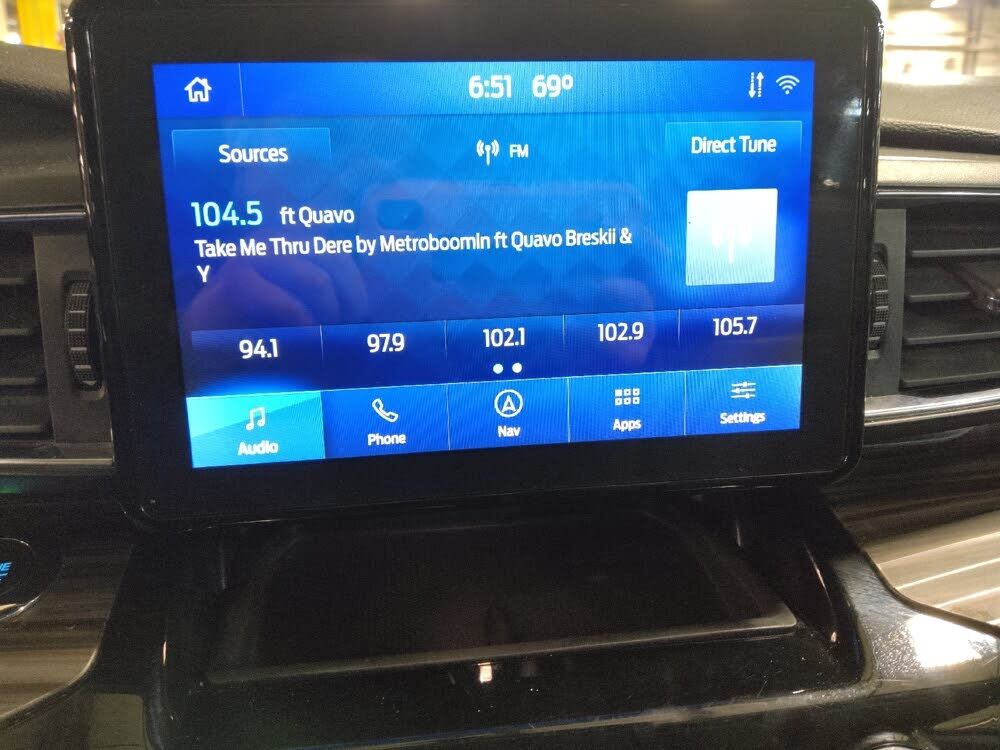 6:51 69°
Sources
FM
Direct Tune
104.5 ft Quavo
Take Me Thru Dere by MetroboomIn ft Quavo Breskii &
Y
94.1 97.9 102.1 102.9 105.7
Audio Phone Nav Apps Settings